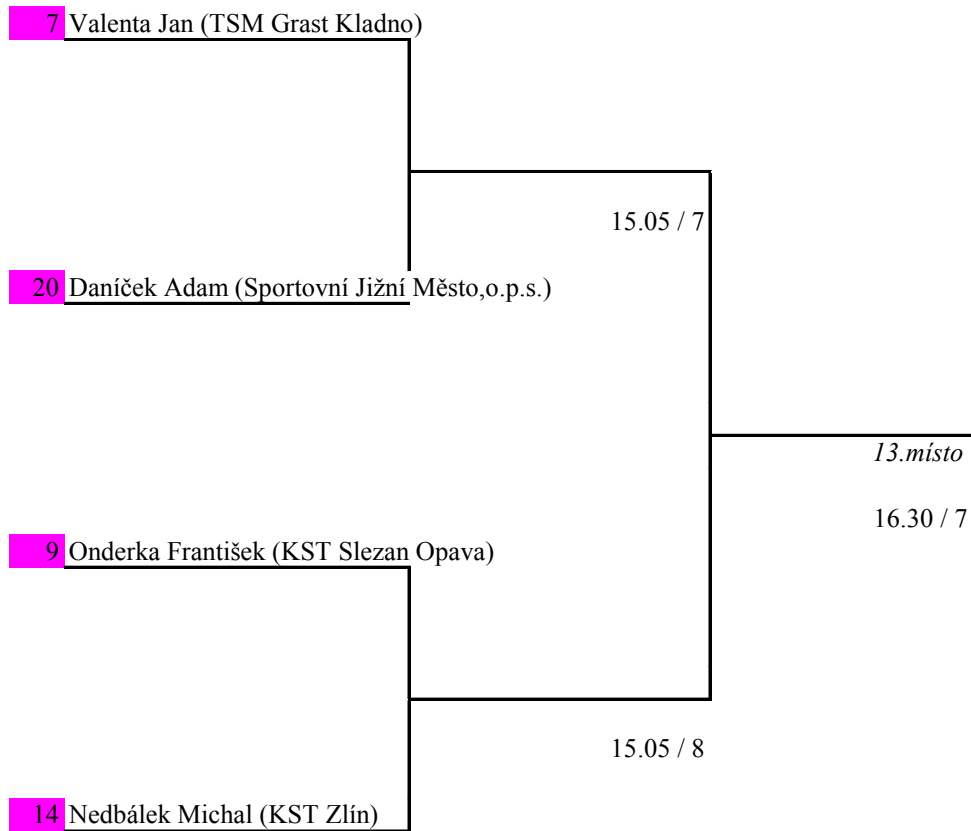 7 Valenta Jan (TSM Grast Kladno)
15.05 / 7
20 Daníček Adam (Sportovní Jižní Město,o.p.s.)
13.místo
16.30 / 7
9 Onderka František (KST Slezan Opava)
15.05 / 8
14 Nedbálek Michal (KST Zlín)